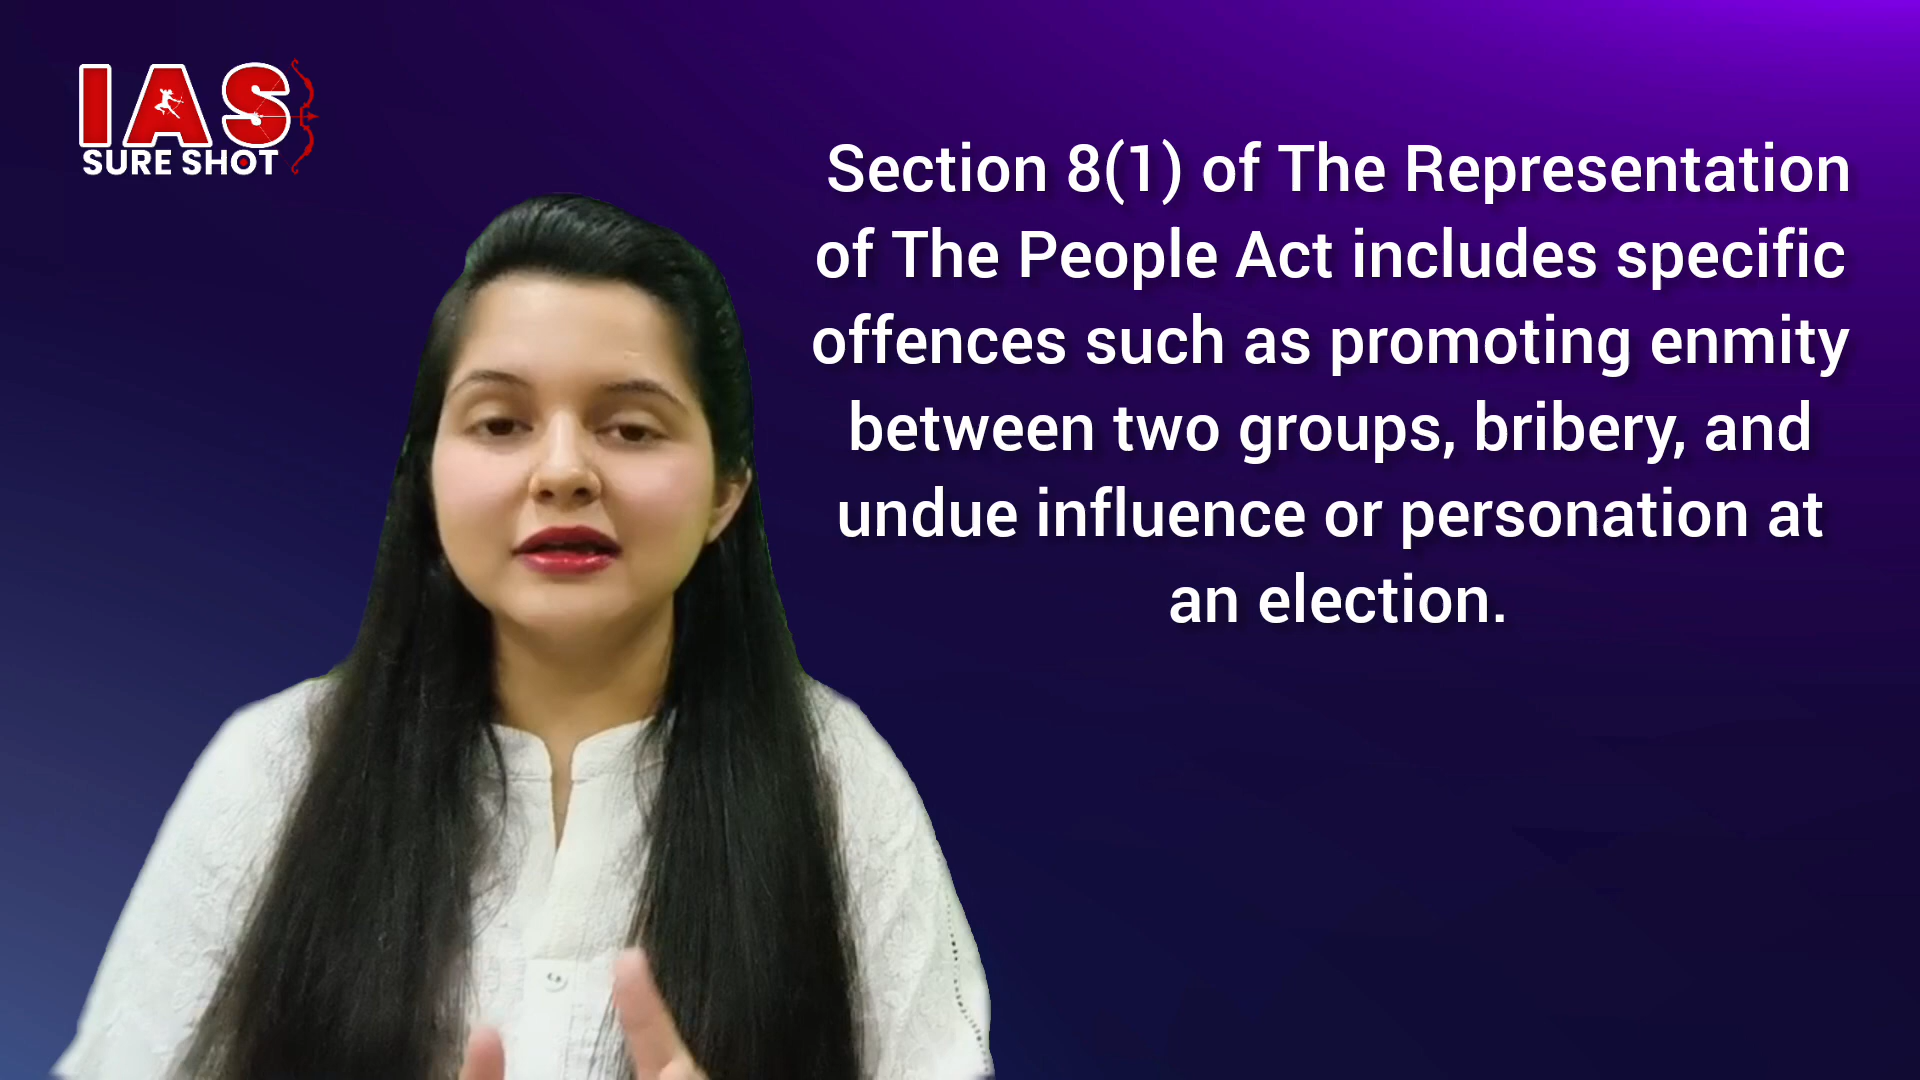 IAS
SURE SHOT
Section 8(1) of The Representation
of The People Act includes specific
offences such as promoting enmity
between two groups, bribery, and
undue influence or personation at
an election.